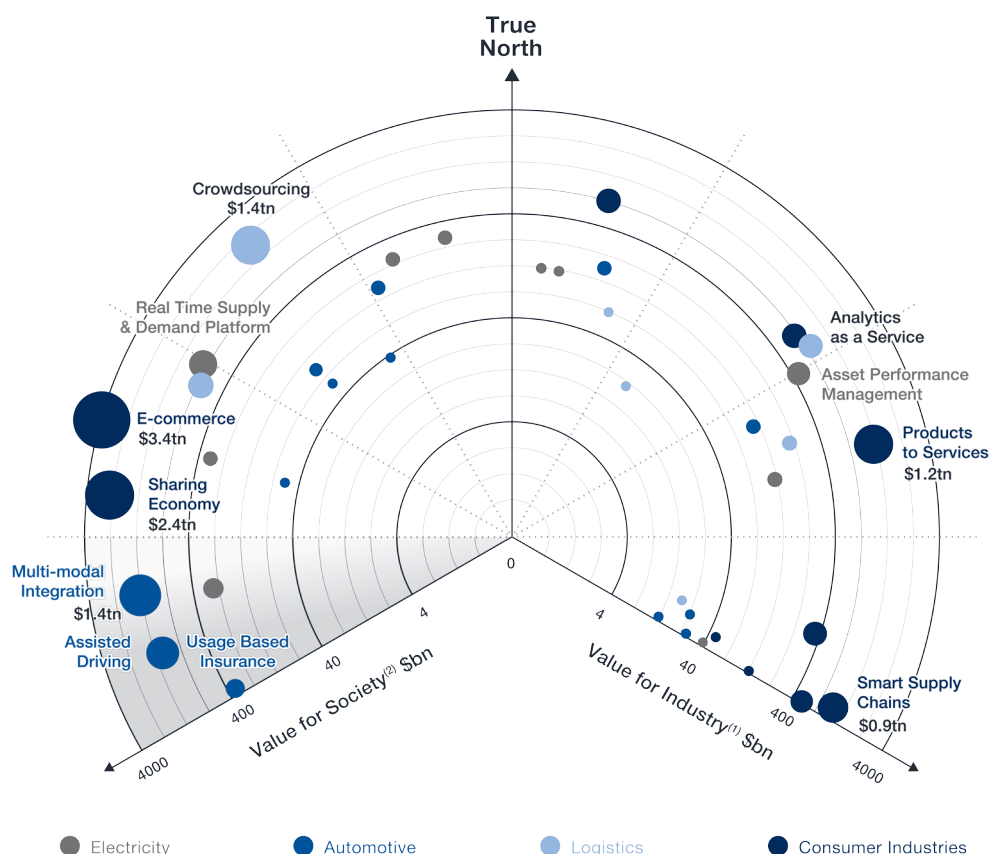 True
North
Crowdsourcing
$1.4tn
Real Time Supply
& Demand Platform
E-commerce
$3.4tn
Sharing
Economy
$2.4tn
Multi-modal
Integration
$1.4tn
Assisted
Driving
Usage Based
Insurance
Analytics
as a Service
Asset Performance
Management
Products
to Services
$1.2tn
Smart Supply
Chains
$0.9tn
0
4
40
400
4000
Value for Society(2) $bn
4
40
400
4000
Value for Industry(1) $bn
Electricity
Automotive
Logistics
Consumer Industries